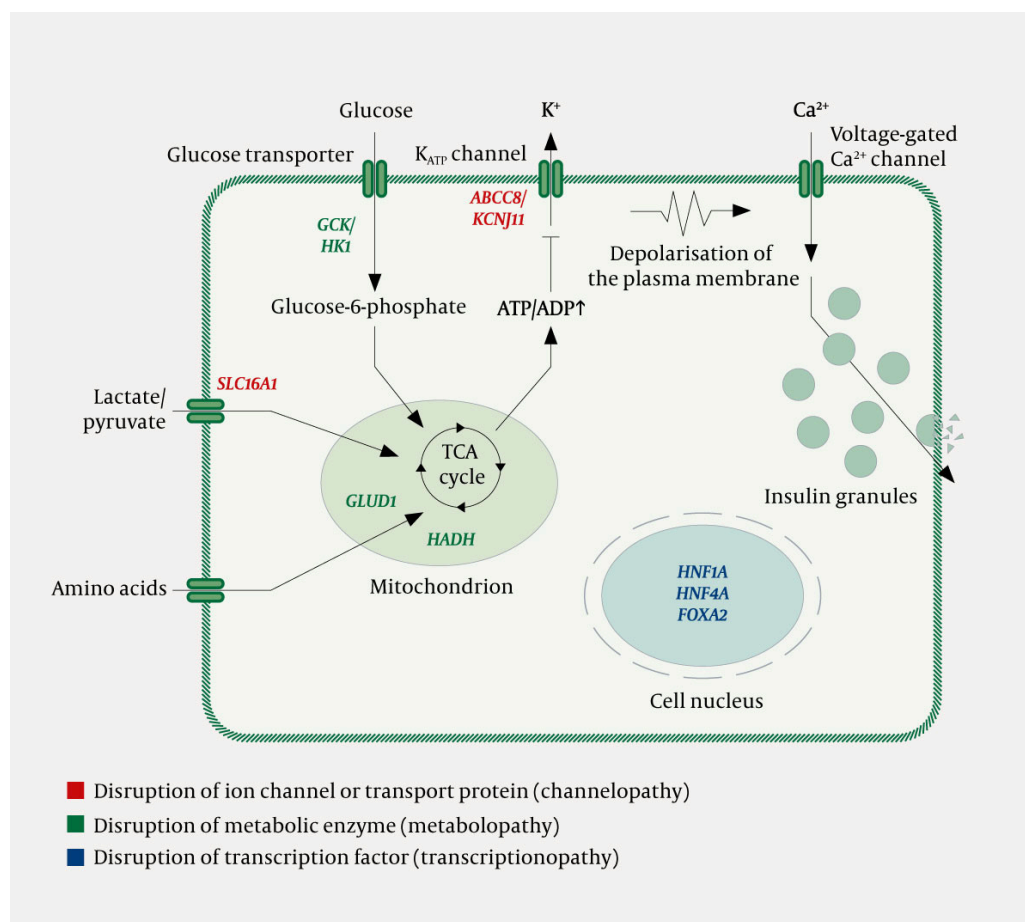 Glucose
K⁺
Ca²⁺
Glucose transporter
K_ATP channel
Voltage-gated
Ca²⁺ channel
GCK/
HK1
ABCC8/
KCNJ11
Depolarisation of
the plasma membrane
Glucose-6-phosphate
ATP/ADP↑
SLC16A1
Lactate/
pyruvate
TCA
cycle
GLUD1
HADH
Insulin granules
Amino acids
Mitochondrion
HNF1A
HNF4A
FOXA2
Cell nucleus
Disruption of ion channel or transport protein (channelopathy)
Disruption of metabolic enzyme (metabolopathy)
Disruption of transcription factor (transcriptionopathy)